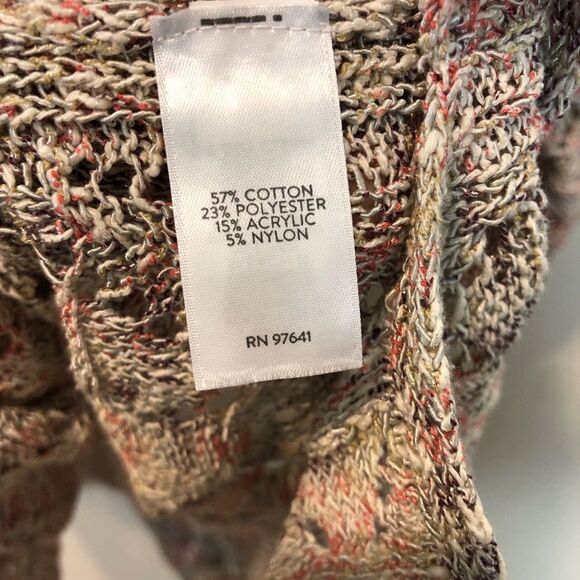 57% COTTON
23% POLYESTER
15% ACRYLIC
5% NYLON
RN 97641